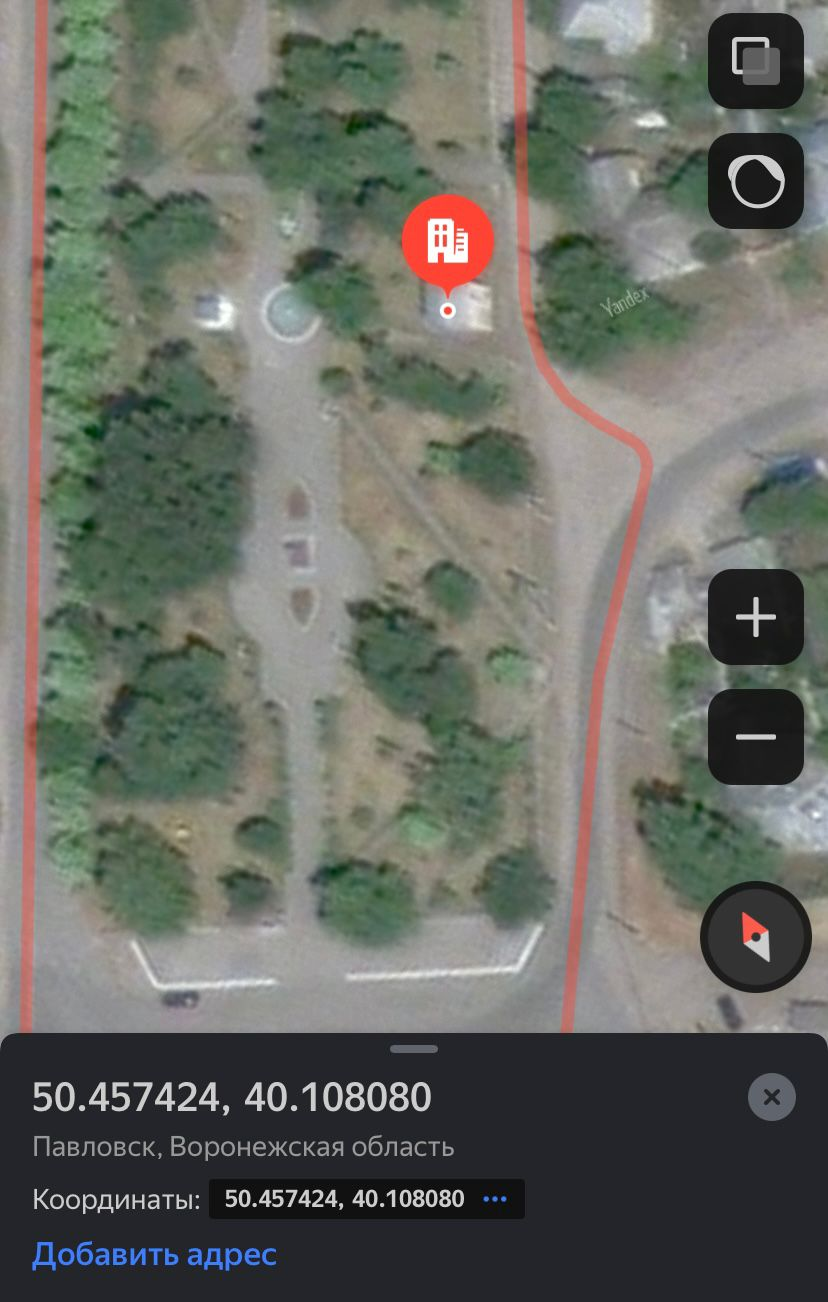 Yandex
50.457424, 40.108080
Павловск, Воронежская область
Координаты: 50.457424, 40.108080 ...
Добавить адрес